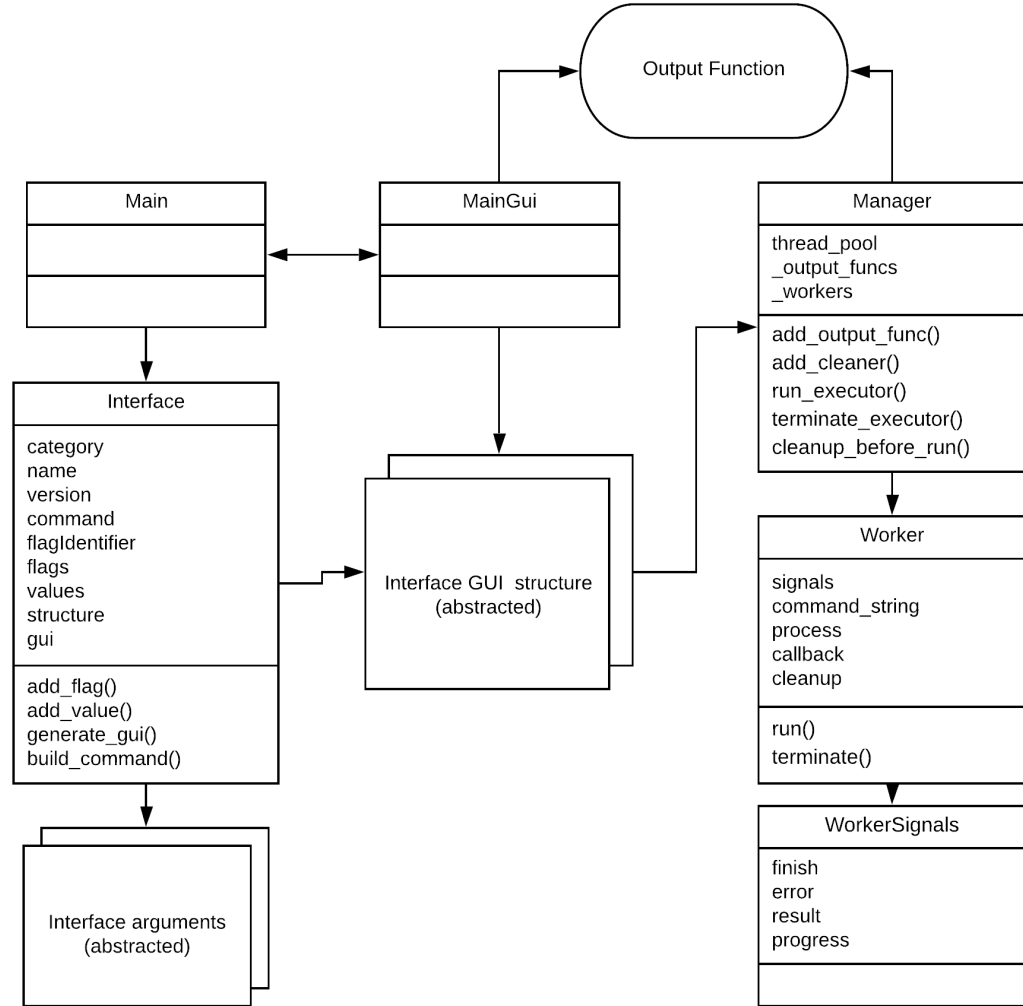 Output Function
Main
MainGui
Manager
thread_pool
_output_funcs
_workers
add_output_func()
add_cleaner()
run_executor()
terminate_executor()
cleanup_before_run()
Interface
category
name
version
command
flagIdentifier
flags
values
structure
gui
add_flag()
add_value()
generate_gui()
build_command()
Interface GUI structure
(abstracted)
Worker
signals
command_string
process
callback
cleanup
run()
terminate()
WorkerSignals
finish
error
result
progress
Interface arguments
(abstracted)